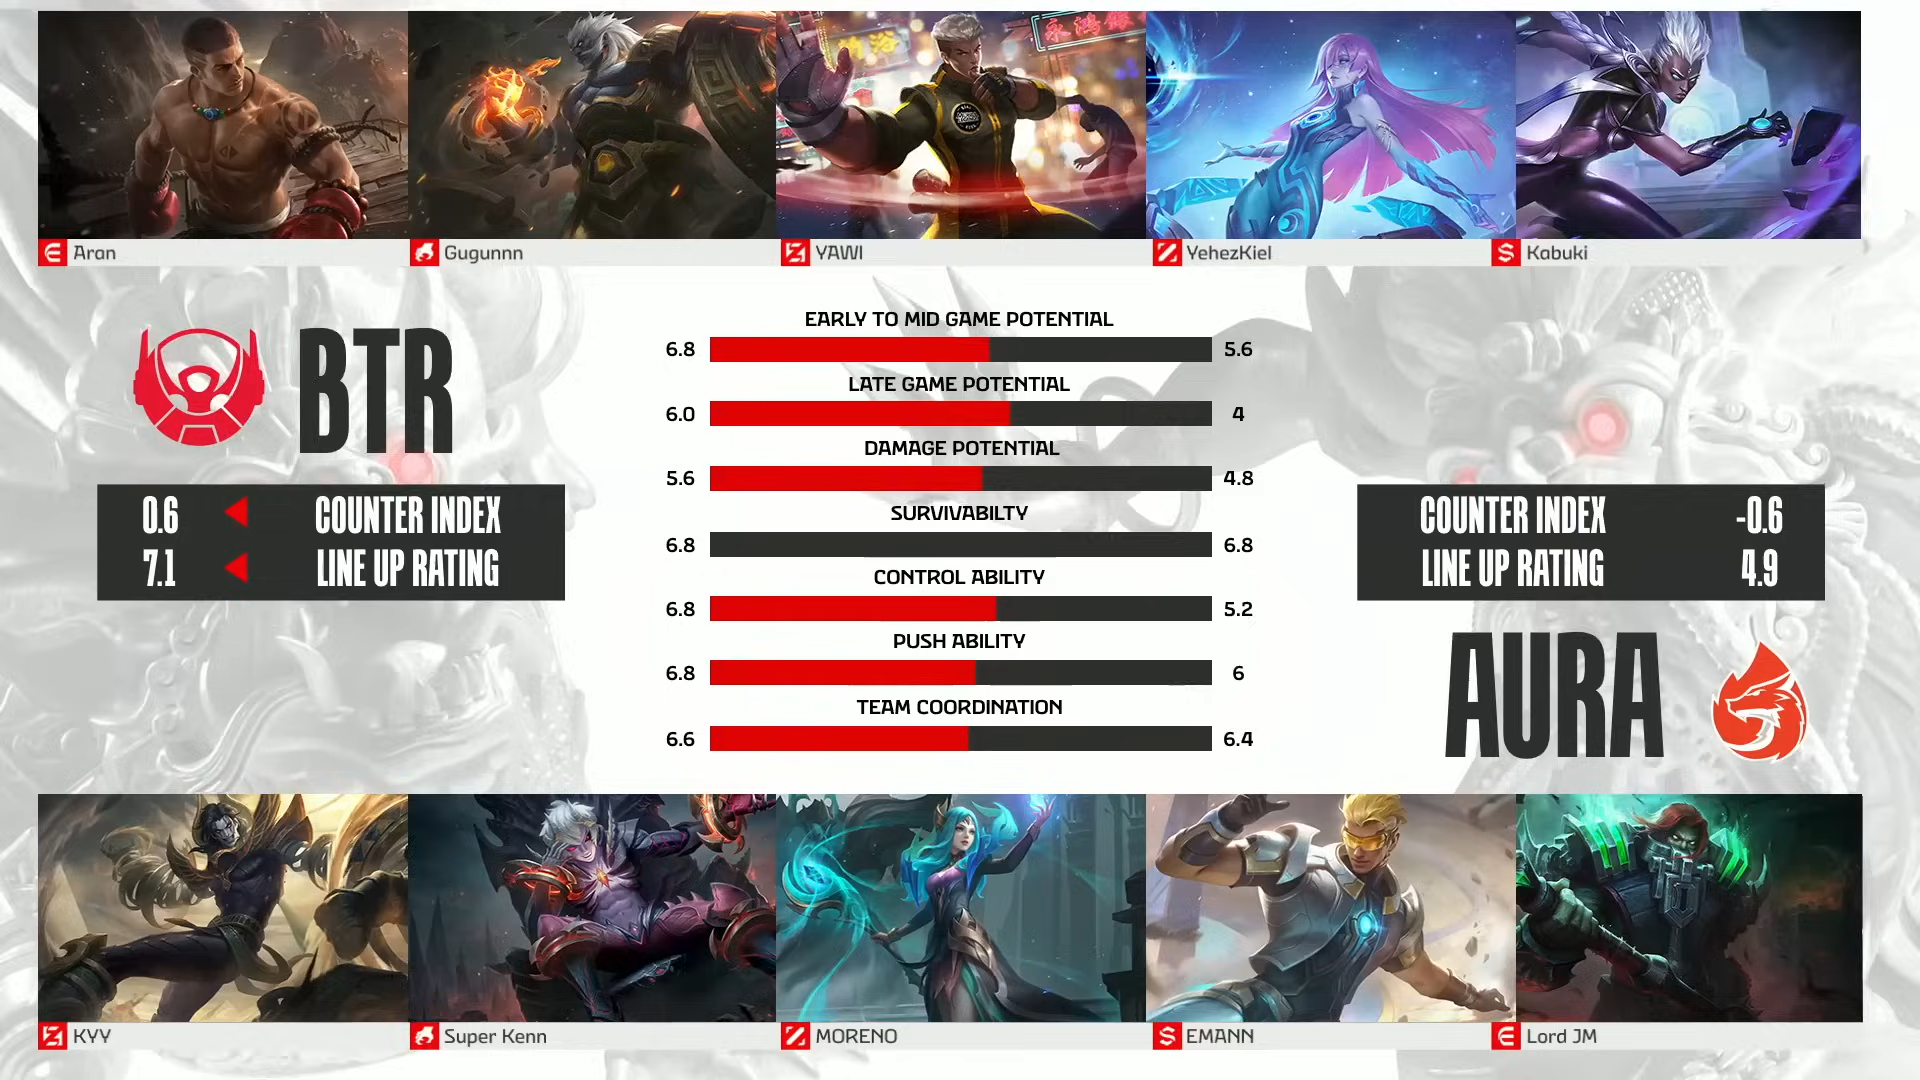 Aran
Gugunnn
YAWI
YehezKiel
Kabuki
BTR
0.6 COUNTER INDEX
7.1 LINE UP RATING
EARLY TO MID GAME POTENTIAL
6.8 5.6
LATE GAME POTENTIAL
6.0 4
DAMAGE POTENTIAL
5.6 4.8
SURVIVABILTY
6.8 6.8
CONTROL ABILITY
6.8 5.2
PUSH ABILITY
6.8 6
TEAM COORDINATION
6.6 6.4
COUNTER INDEX -0.6
LINE UP RATING 4.9
AURA
KYY
Super Kenn
MORENO
EMANN
Lord JM